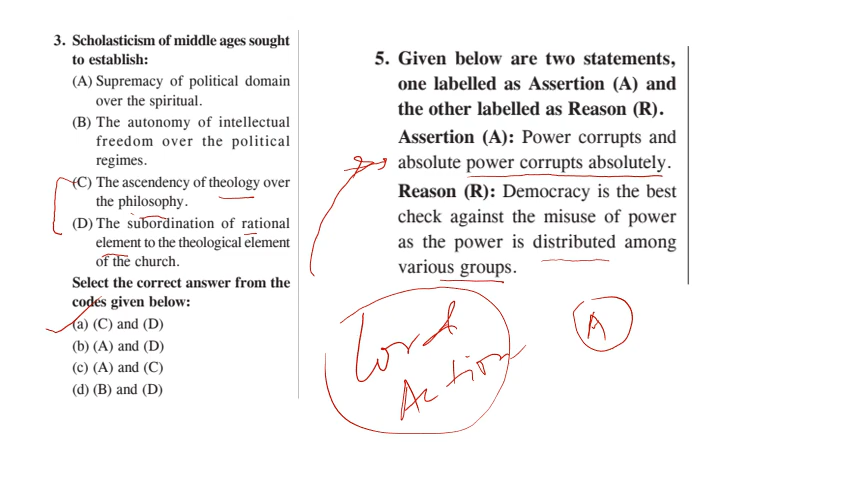 3. Scholasticism of middle ages sought
to establish:
(A) Supremacy of political domain
over the spiritual.
(B) The autonomy of intellectual
freedom over the political
regimes.
(C) The ascendency of theology over
the philosophy.
(D) The subordination of rational
element to the theological element
of the church.
Select the correct answer from the
codes given below:
(a) (C) and (D)
(b) (A) and (D)
(c) (A) and (C)
(d) (B) and (D)
5. Given below are two statements,
one labelled as Assertion (A) and
the other labelled as Reason (R).
Assertion (A): Power corrupts and
absolute power corrupts absolutely.
Reason (R): Democracy is the best
check against the misuse of power
as the power is distributed among
various groups.
Lord
Action
A